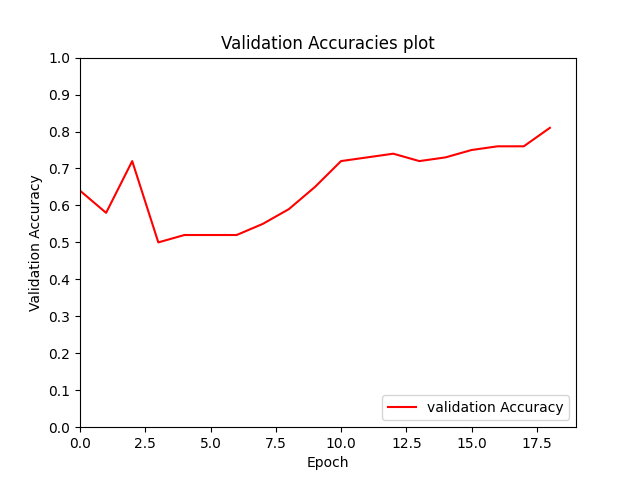 Validation Accuracies plot
1.0
0.9
0.8
0.7
0.6
0.5
0.4
0.3
0.2
0.1
0.0
Validation Accuracy
validation Accuracy
0.0 2.5 5.0 7.5 10.0 12.5 15.0 17.5
Epoch